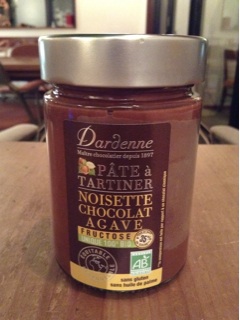 Dardenne
Maître chocolatier depuis 1897
PÂTE à
TARTINER
NOISETTE
CHOCOLAT
AGAVE
FRUCTOSE
AB
sans gluten
sans huile de palme